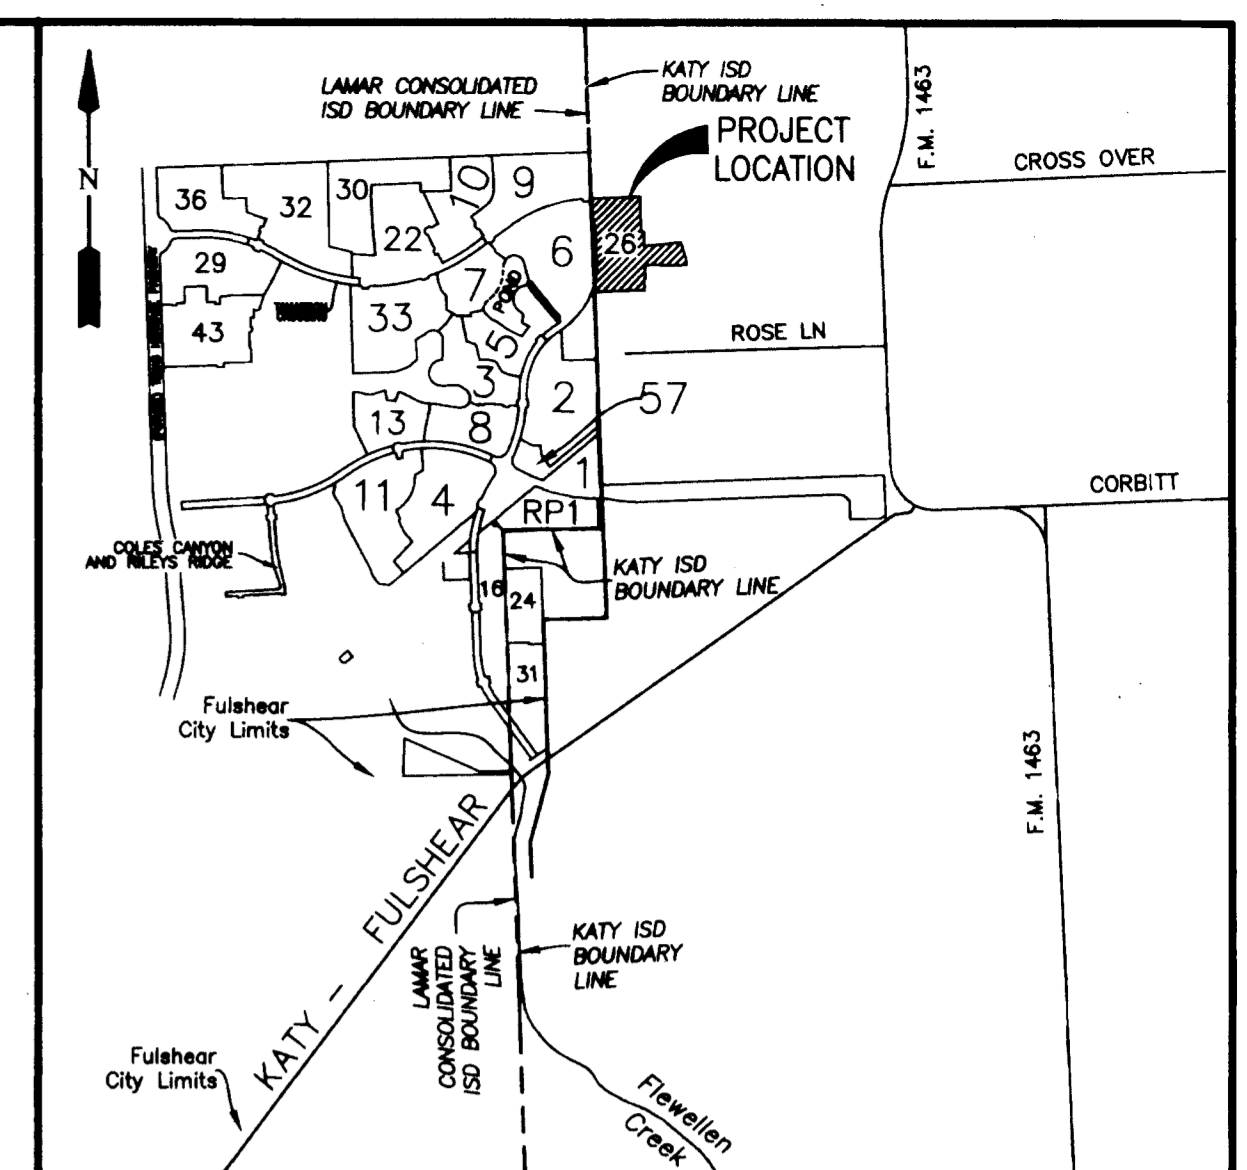 KATY ISD
BOUNDARY LINE
LAMAR CONSOLIDATED
ISD BOUNDARY LINE
PROJECT
LOCATION
F.M. 1463
CROSS OVER
N
36
32
30
10
9
22
29
7
POND
6
26
43
33
5
ROSE LN
3
2
57
13
8
11
4
1
CORBITT
RP1
COLES CANYON
AND RILEYS RIDGE
KATY ISD
BOUNDARY LINE
16
24
31
Fulshear
City Limits
F.M. 1463
KATY - FULSHEAR
LAMAR
CONSOLIDATED
ISD BOUNDARY
LINE
KATY ISD
BOUNDARY
LINE
Fulshear
City Limits
Flewellen
Creek